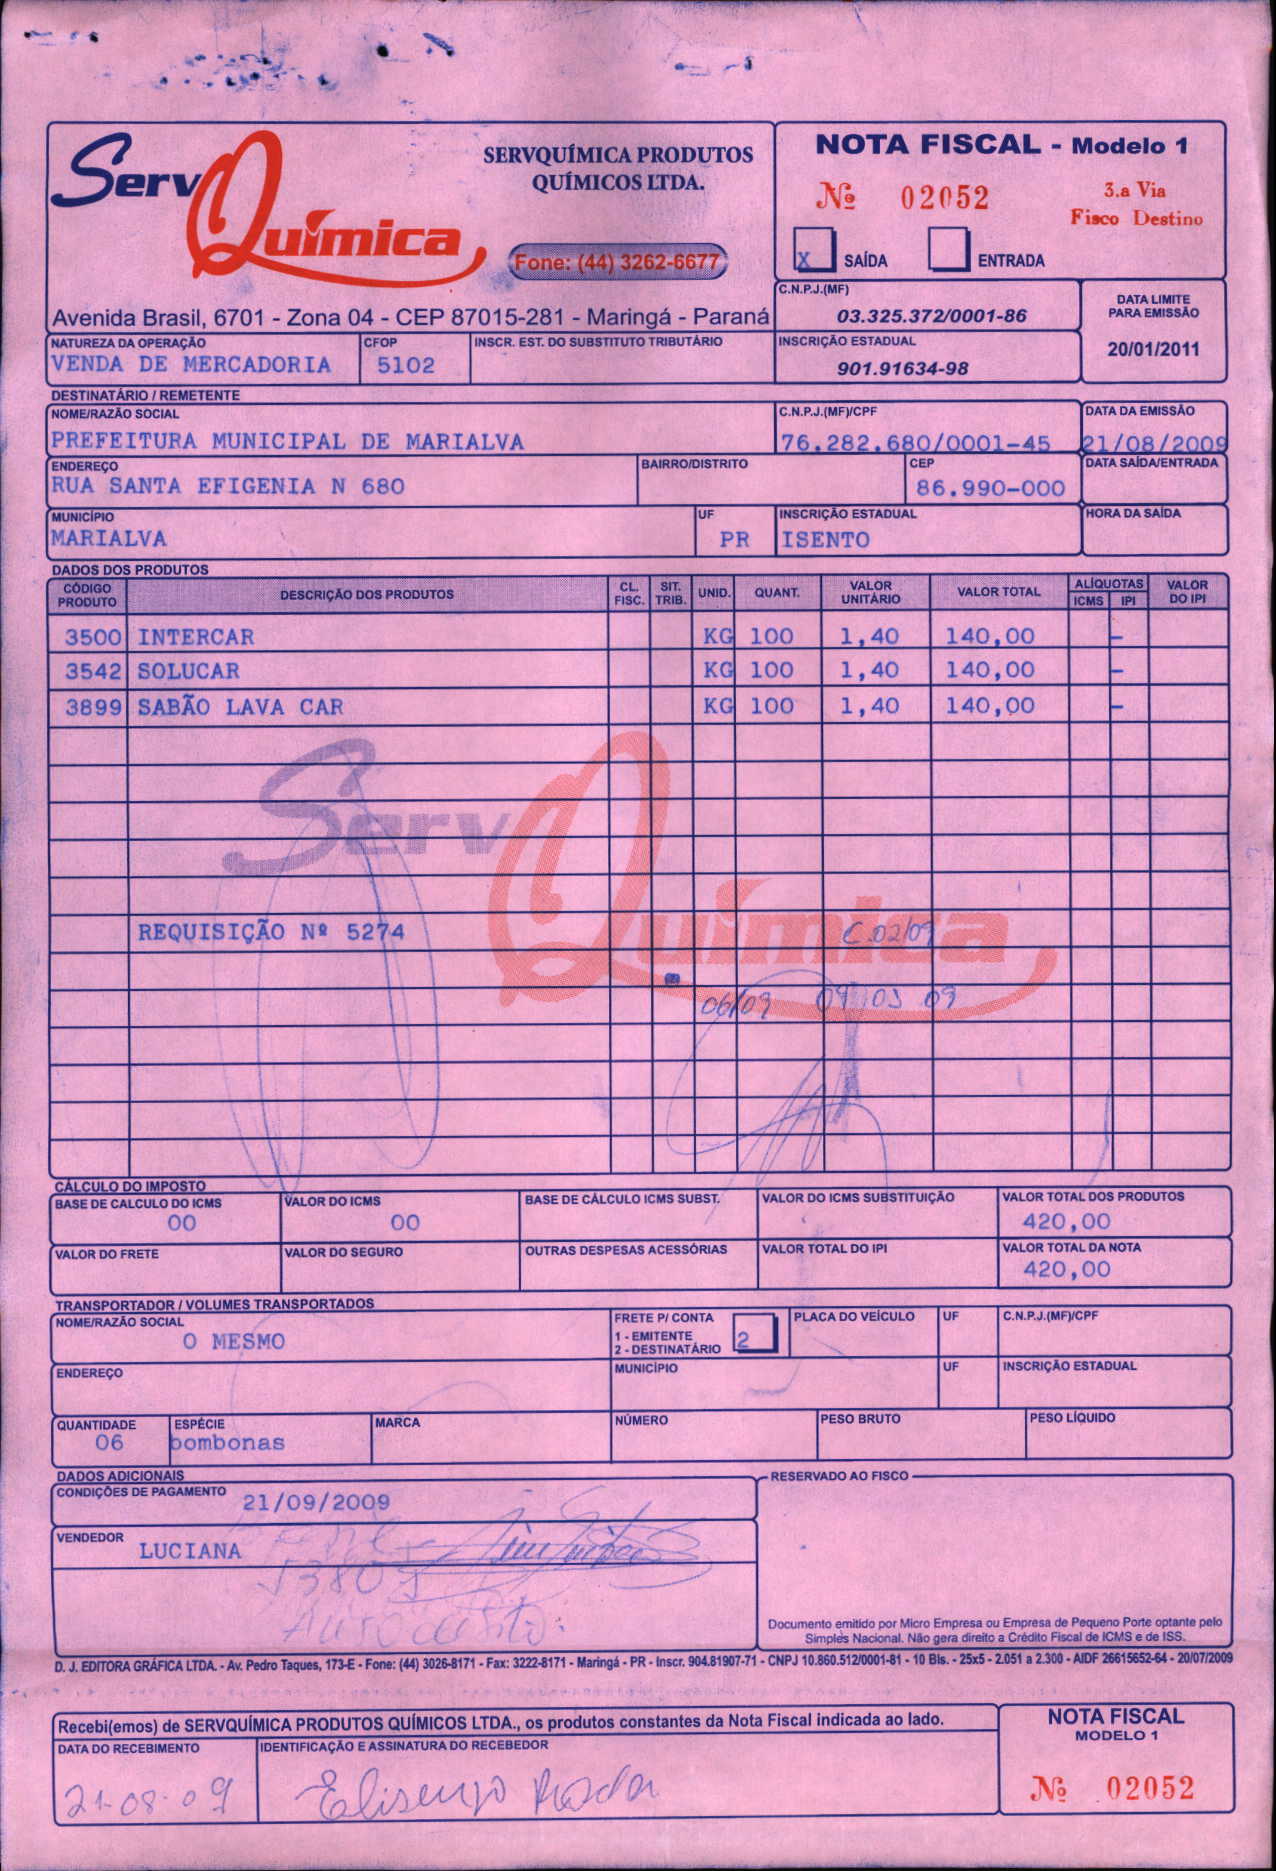 Serv Química
SERVQUÍMICA PRODUTOS
QUÍMICOS LTDA.
Fone: (44) 3262-6677
Avenida Brasil, 6701 - Zona 04 - CEP 87015-281 - Maringá - Paraná
NOTA FISCAL - Modelo 1
Nº 02052
3.a Via
Fisco Destino
X SAÍDA ENTRADA
C.N.P.J.(MF)
03.325.372/0001-86
DATA LIMITE
PARA EMISSÃO
20/01/2011
NATUREZA DA OPERAÇÃO CFOP INSCR. EST. DO SUBSTITUTO TRIBUTÁRIO INSCRIÇÃO ESTADUAL
VENDA DE MERCADORIA 5102 901.91634-98
DESTINATÁRIO / REMETENTE
NOME/RAZÃO SOCIAL C.N.P.J.(MF)/CPF DATA DA EMISSÃO
PREFEITURA MUNICIPAL DE MARIALVA 76.282.680/0001-45 21/08/2009
ENDEREÇO BAIRRO/DISTRITO CEP DATA SAÍDA/ENTRADA
RUA SANTA EFIGENIA N 680 86.990-000
MUNICÍPIO UF INSCRIÇÃO ESTADUAL HORA DA SAÍDA
MARIALVA PR ISENTO
DADOS DOS PRODUTOS
CÓDIGO PRODUTO DESCRIÇÃO DOS PRODUTOS CL. FISC. SIT. TRIB. UNID. QUANT. VALOR UNITÁRIO VALOR TOTAL ALÍQUOTAS ICMS IPI VALOR DO IPI
3500 INTERCAR KG 100 1,40 140,00 -
3542 SOLUCAR KG 100 1,40 140,00 -
3899 SABÃO LAVA CAR KG 100 1,40 140,00 -
Serv Química
REQUISIÇÃO Nº 5274 C.02/09
06/09 09 03 09
CÁLCULO DO IMPOSTO
BASE DE CALCULO DO ICMS VALOR DO ICMS BASE DE CÁLCULO ICMS SUBST. VALOR DO ICMS SUBSTITUIÇÃO VALOR TOTAL DOS PRODUTOS
00 00 420,00
VALOR DO FRETE VALOR DO SEGURO OUTRAS DESPESAS ACESSÓRIAS VALOR TOTAL DO IPI VALOR TOTAL DA NOTA
420,00
TRANSPORTADOR / VOLUMES TRANSPORTADOS
NOME/RAZÃO SOCIAL FRETE P/ CONTA PLACA DO VEÍCULO UF C.N.P.J.(MF)/CPF
O MESMO 1 - EMITENTE
2 - DESTINATÁRIO 2
ENDEREÇO MUNICÍPIO UF INSCRIÇÃO ESTADUAL
QUANTIDADE ESPÉCIE MARCA NÚMERO PESO BRUTO PESO LÍQUIDO
06 bombonas
DADOS ADICIONAIS
CONDIÇÕES DE PAGAMENTO 21/09/2009
RESERVADO AO FISCO
VENDEDOR
LUCIANA
Documento emitido por Micro Empresa ou Empresa de Pequeno Porte optante pelo
Simples Nacional. Não gera direito a Crédito Fiscal de ICMS e de ISS.
D. J. EDITORA GRÁFICA LTDA. - Av. Pedro Taques, 173-E - Fone: (44) 3026-8171 - Fax: 3222-8171 - Maringá - PR - Inscr. 904.81907-71 - CNPJ 10.860.512/0001-81 - 10 Bls. - 25x5 - 2.051 a 2.300 - AIDF 26615652-64 - 20/07/2009
Recebi(emos) de SERVQUÍMICA PRODUTOS QUÍMICOS LTDA., os produtos constantes da Nota Fiscal indicada ao lado.
DATA DO RECEBIMENTO IDENTIFICAÇÃO E ASSINATURA DO RECEBEDOR
21-08-09
NOTA FISCAL
MODELO 1
Nº 02052